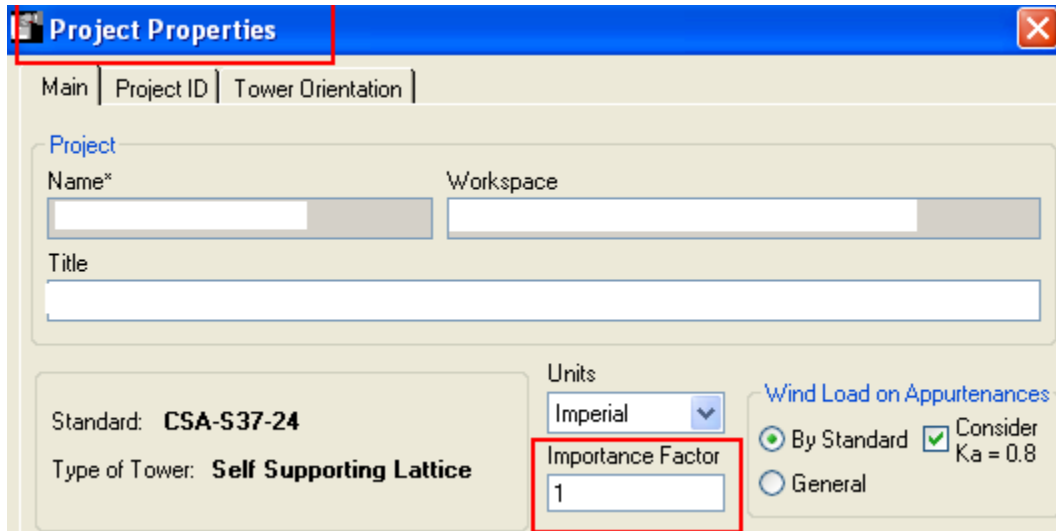 Project Properties
Main Project ID Tower Orientation
Project
Name* Workspace
Title
Standard: CSA-S37-24
Type of Tower: Self Supporting Lattice
Units
Imperial
Importance Factor
1
Wind Load on Appurtenances
By Standard
Consider
Ka = 0.8
General